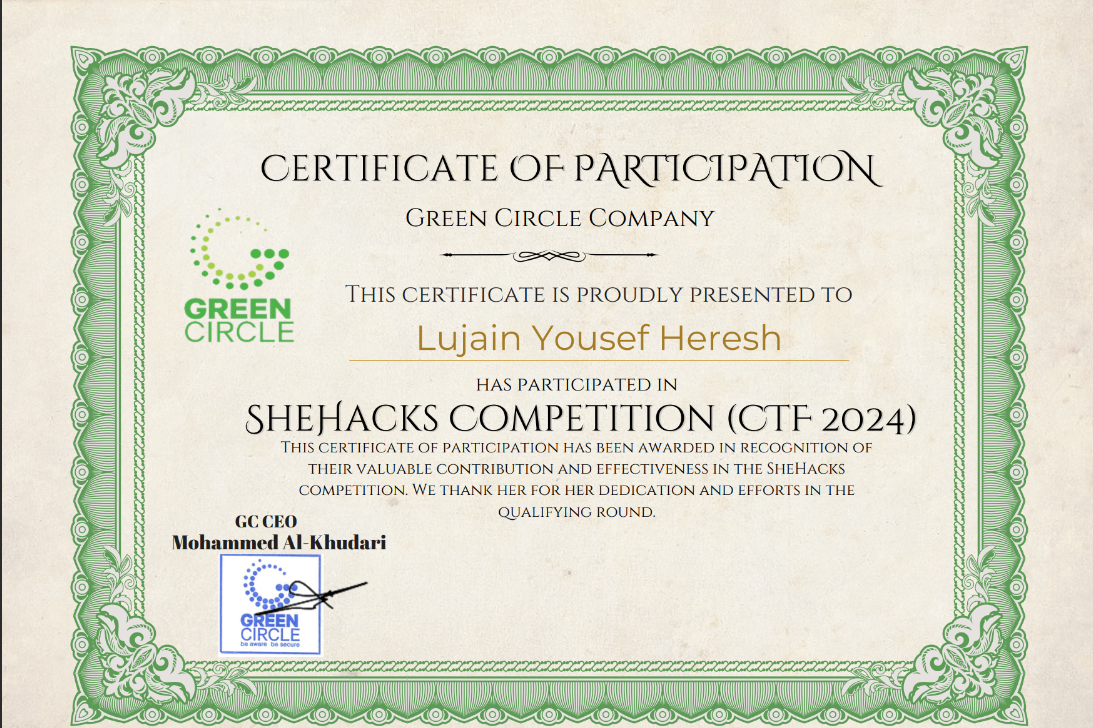 CERTIFICATE OF PARTICIPATION
GREEN CIRCLE COMPANY
GREEN
CIRCLE
THIS CERTIFICATE IS PROUDLY PRESENTED TO
Lujain Yousef Heresh
HAS PARTICIPATED IN
SHEHACKS COMPETITION (CTF 2024)
THIS CERTIFICATE OF PARTICIPATION HAS BEEN AWARDED IN RECOGNITION OF
THEIR VALUABLE CONTRIBUTION AND EFFECTIVENESS IN THE SHEHACKS
COMPETITION. WE THANK HER FOR HER DEDICATION AND EFFORTS IN THE
QUALIFYING ROUND.
GC CEO
Mohammed Al-Khudari
GREEN
CIRCLE
be aware be secure